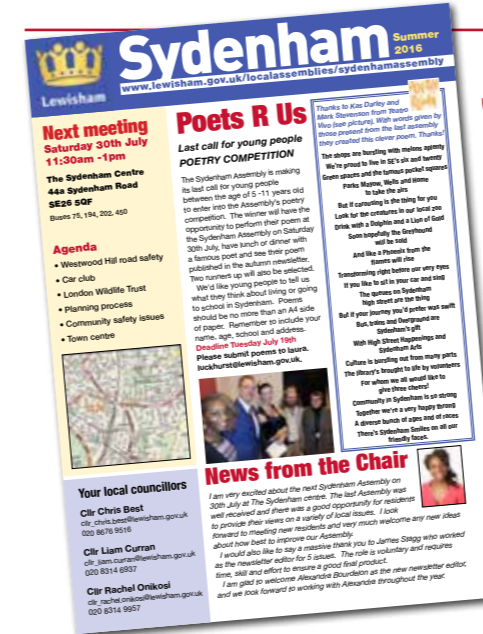 Lewisham
Sydenham
Summer
2016
www.lewisham.gov.uk/localassemblies/sydenhamassembly
Next meeting
Saturday 30th July
11:30am -1pm
The Sydenham Centre
44a Sydenham Road
SE26 5QF
Buses 75, 194, 202, 450
Agenda
• Westwood Hill road safety
• Car club
• London Wildlife Trust
• Planning process
• Community safety issues
• Town centre
Your local councillors
Cllr Chris Best
cllr_chris.best@lewisham.gov.uk
020 8676 9516
Cllr Liam Curran
cllr_liam.curran@lewisham.gov.uk
020 8314 6937
Cllr Rachel Onikosi
cllr_rachel.onikosi@lewisham.gov.uk
020 8314 9957
Poets R Us
Last call for young people
POETRY COMPETITION
The Sydenham Assembly is making
its last call for young people
between the age of 5 -11 years old
to enter into the Assembly's poetry
competition. The winner will have the
opportunity to perform their poem at
the Sydenham Assembly on Saturday
30th July, have lunch or dinner with
a famous poet and see their poem
published in the autumn newsletter.
Two runners up will also be selected.
We'd like young people to tell us
what they think about living or going
to school in Sydenham. Poems
should be no more than an A4 side
of paper. Remember to include your
name, age, school and address.
Deadline Tuesday July 19th
Please submit poems to laura.
luckhurst@lewisham.gov.uk.
Thanks to Kas Darley and
Mark Stevenson from Teatro
Vivo (see picture). With words given by
those present from the last assembly
they created this clever poem. Thanks!
The shops are bursting with melons aplenty
We're proud to live in SE's six and twenty
Green spaces and the famous pocket squares
Parks Mayow, Wells and Home
to take the airs
But if carousing is the thing for you
Look for the creatures in our local zoo
Drink with a Dolphin and a Lion of Gold
Soon hopefully the Greyhound
will be sold
And like a Phoenix from the
flames will rise
Transforming right before our very eyes
If you like to sit in your car and sing
The queues on Sydenham
high street are the thing
But if your journey you'd prefer was swift
Bus, trains and Overground are
Sydenham's gift
With High Street Happenings and
Sydenham Arts
Culture is bursting out from many parts
The library's brought to life by volunteers
For whom we all would like to
give three cheers!
Community in Sydenham is so strong
Together we're a very happy throng
A diverse bunch of ages and of races
There's Sydenham Smiles on all our
friendly faces.
News from the Chair
I am very excited about the next Sydenham Assembly on
30th July at The Sydenham centre. The last Assembly was
well received and there was a good opportunity for residents
to provide their views on a variety of local issues. I look
forward to meeting new residents and very much welcome any new ideas
about how best to improve our Assembly.
I would also like to say a massive thank you to James Stagg who worked
as the newsletter editor for 5 issues. The role is voluntary and requires
time, skill and effort to ensure a good final product.
I am glad to welcome Alexandra Bourdelon as the new newsletter editor,
and we look forward to working with Alexandra throughout the year.